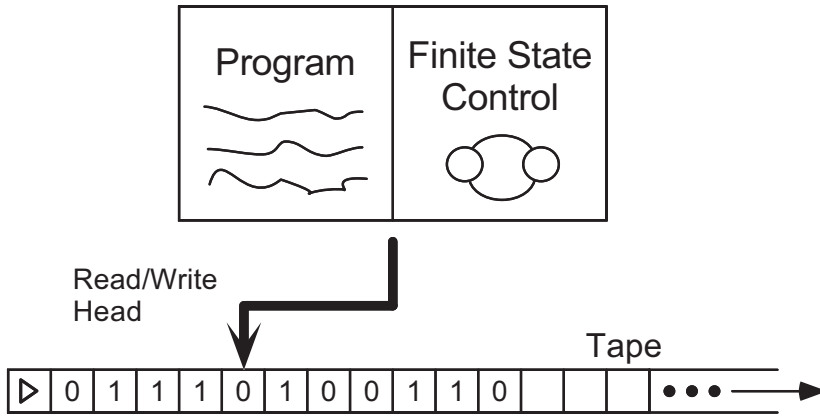 Program
Finite State
Control
Read/Write
Head
Tape
▷ 0 1 1 1 0 1 0 0 1 1 0